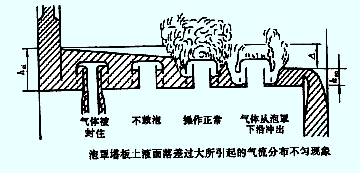 气体被
封住
不鼓泡
操作正常
气体从泡罩
下沿冲出
泡罩塔板上液面落差过大所引起的气流分布不匀现象